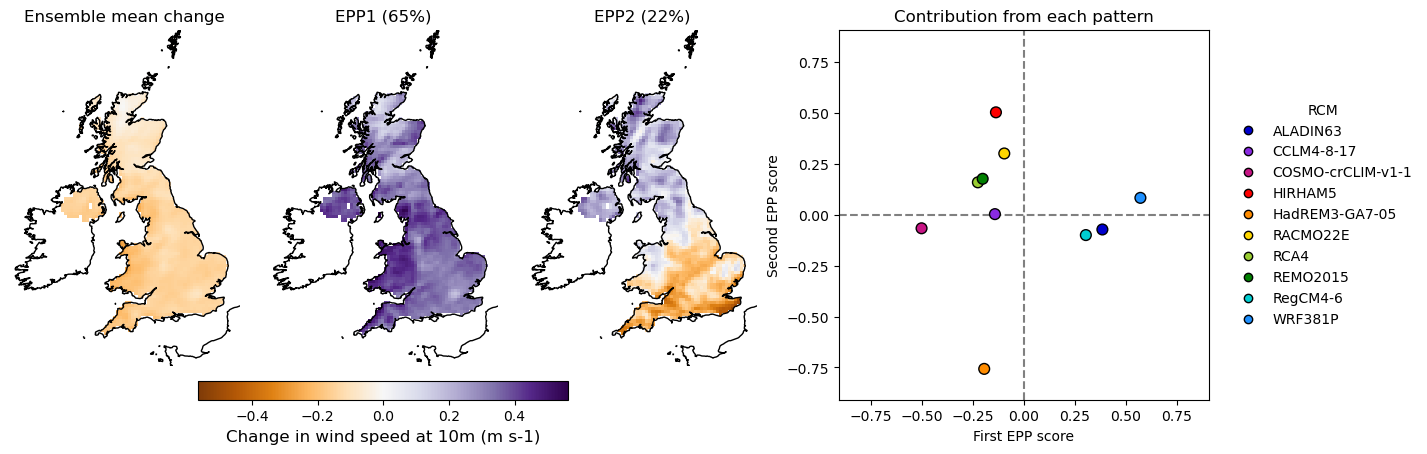 Ensemble mean change
EPP1 (65%)
EPP2 (22%)
Contribution from each pattern
−0.4
−0.2
0.0
0.2
0.4
Change in wind speed at 10m (m s-1)
Second EPP score
0.75
0.50
0.25
0.00
−0.25
−0.50
−0.75
−0.75
−0.50
−0.25
0.00
0.25
0.50
0.75
First EPP score
RCM
ALADIN63
CCLM4-8-17
COSMO-crCLIM-v1-1
HIRHAM5
HadREM3-GA7-05
RACMO22E
RCA4
REMO2015
RegCM4-6
WRF381P